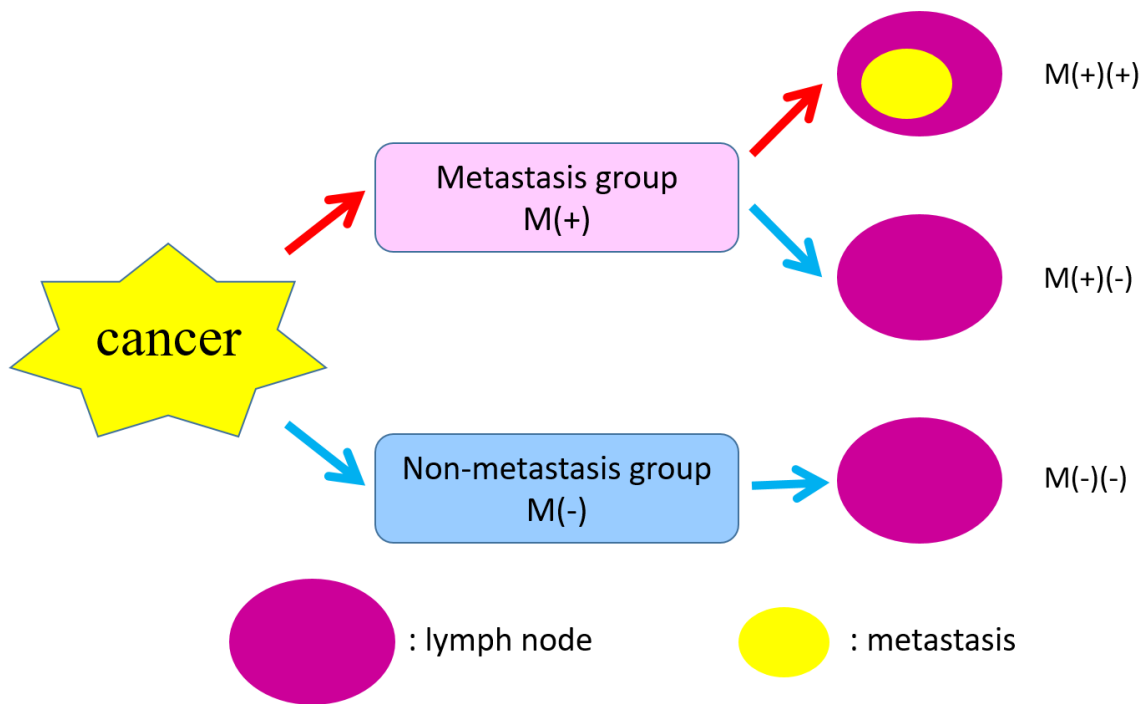 M(+)(+)
Metastasis group
M(+)
M(+)(-)
cancer
Non-metastasis group
M(-)
M(-)(-)
: lymph node
: metastasis